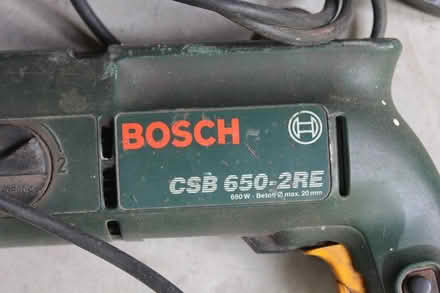 BOSCH
CSB 650-2RE
650 W - Beton Ø max. 20 mm
2